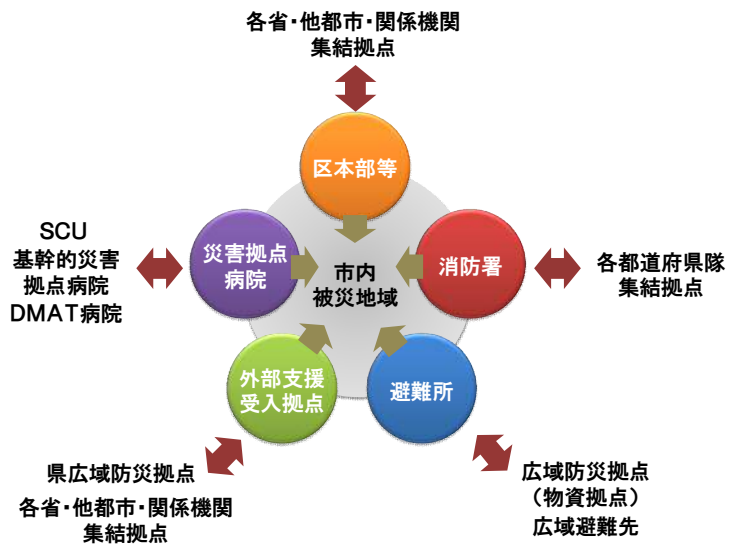 各省・他都市・関係機関
集結拠点
区本部等
SCU
基幹的災害
拠点病院
DMAT病院
災害拠点
病院
市内
被災地域
消防署
各都道府県隊
集結拠点
外部支援
受入拠点
避難所
県広域防災拠点
各省・他都市・関係機関
集結拠点
広域防災拠点
（物資拠点）
広域避難先